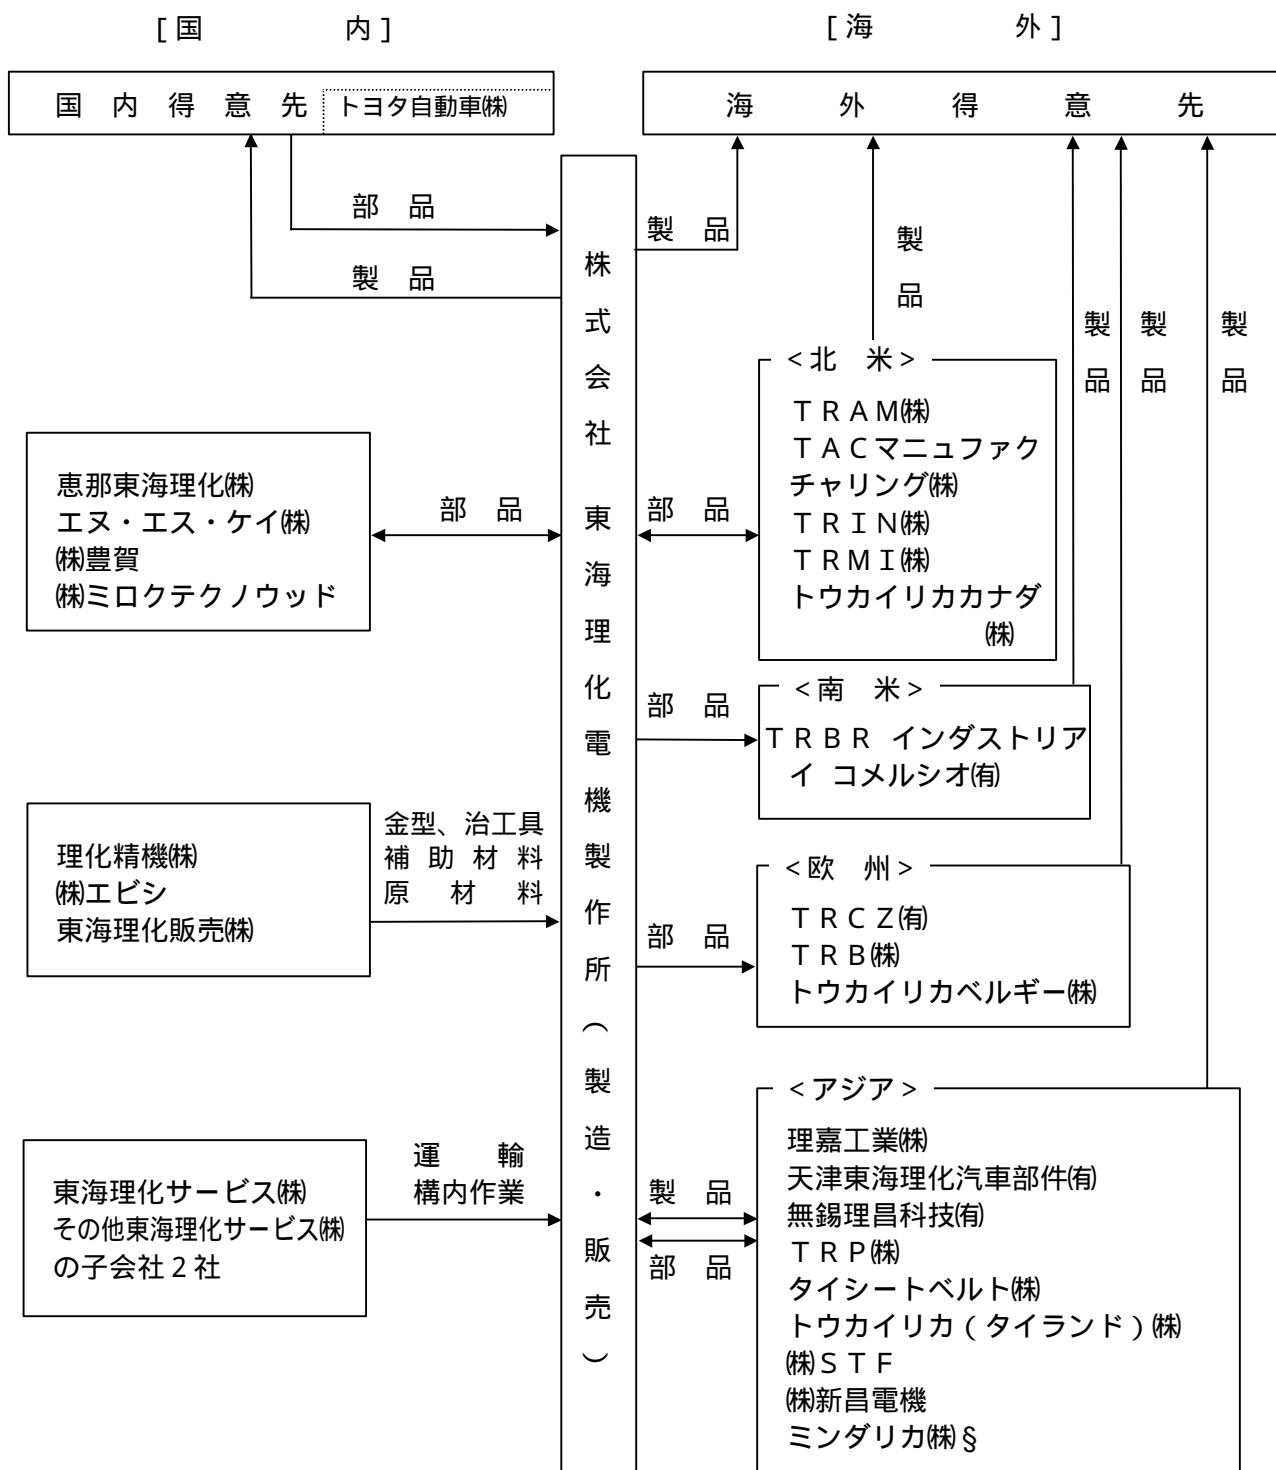 [国　　内]
[海　　外]
国内得意先
トヨタ自動車㈱
海外得意先
部品
製品
恵那東海理化㈱
エヌ・エス・ケイ㈱
㈱豊賀
㈱ミロクテクノウッド
部品
理化精機㈱
㈱エビシ
東海理化販売㈱
金型、治工具
補助材料
原材料
東海理化サービス㈱
その他東海理化サービス㈱
の子会社２社
運輸
構内作業
株式会社 東海理化電機製作所（製造・販売）
製品
製品
製品
製品
製品
<北　米>
ＴＲＡＭ㈱
ＴＡＣマニュファク
チャリング㈱
ＴＲＩＮ㈱
ＴＲＭＩ㈱
トウカイリカカナダ
㈱
部品
<南　米>
ＴＲＢＲ インダストリア
イ コメルシオ㈲
部品
<欧　州>
ＴＲＣＺ㈲
ＴＲＢ㈱
トウカイリカベルギー㈱
部品
<アジア>
理嘉工業㈱
天津東海理化汽車部件㈲
無錫理昌科技㈲
ＴＲＰ㈱
タイシートベルト㈱
トウカイリカ（タイランド）㈱
㈱ＳＴＦ
㈱新昌電機
ミンダリカ㈱§
製品
部品